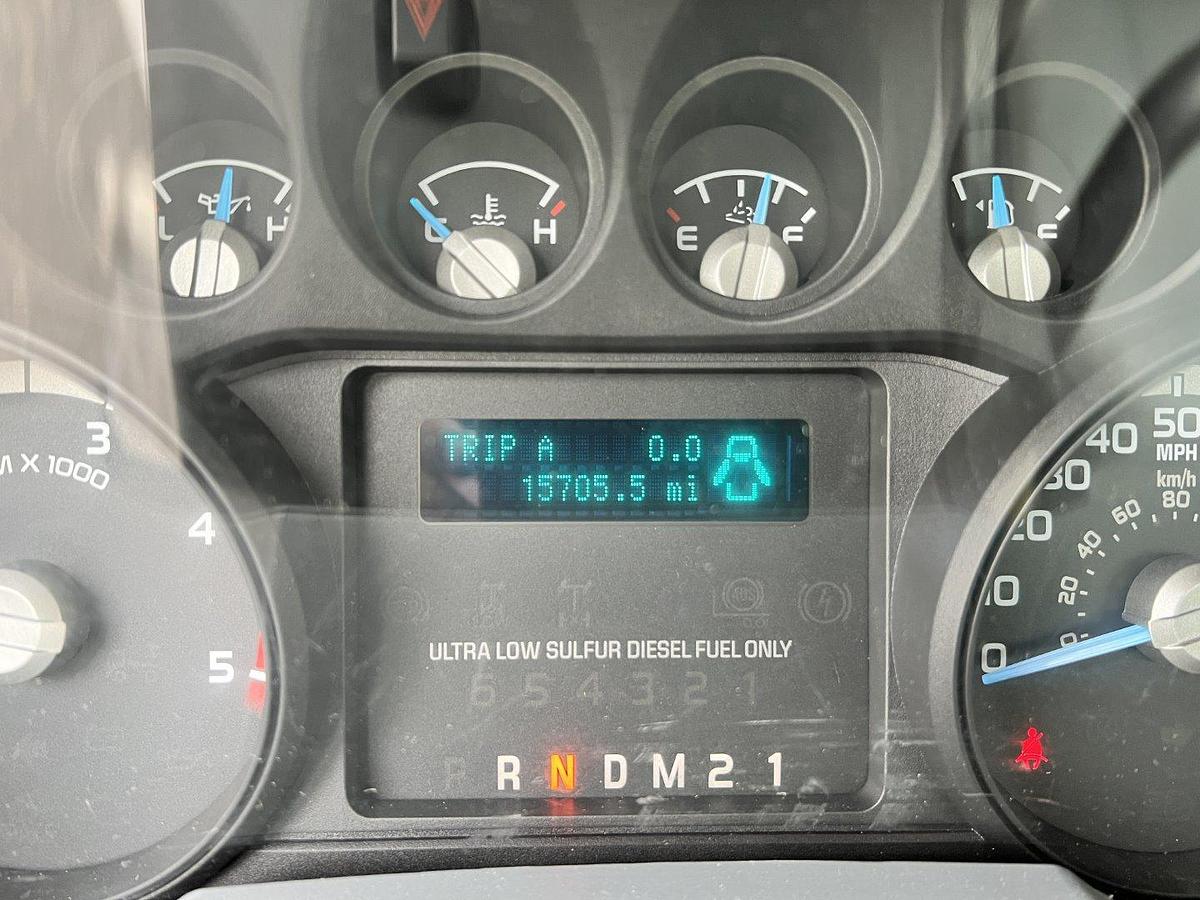 L H
C H
E F
F
TRIP A 0.0
15705.5 mi
3
X 1000
4
5
ULTRA LOW SULFUR DIESEL FUEL ONLY
6 5 4 3 2 1
P R N D M 2 1
50
MPH
km/h
80
40
30
20
10
0
60
40
20
0